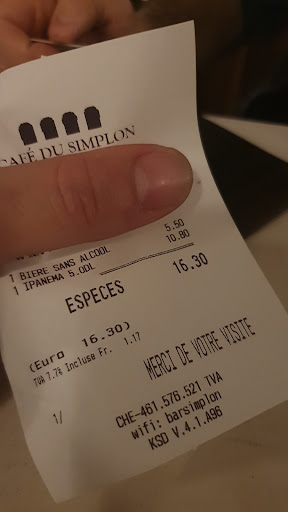 CAFÉ DU SIMPLON
1 BIERE SANS ALCOOL 5.50
1 IPANEMA 5.0DL 10.80
16.30
ESPECES
(Euro 16.30)
TVA 7.7% Incluse Fr. 1.17
MERCI DE VOTRE VISITE
1/
CHE-461.576.521 TVA
wifi: barsimplon
KSD V.4.1.A96